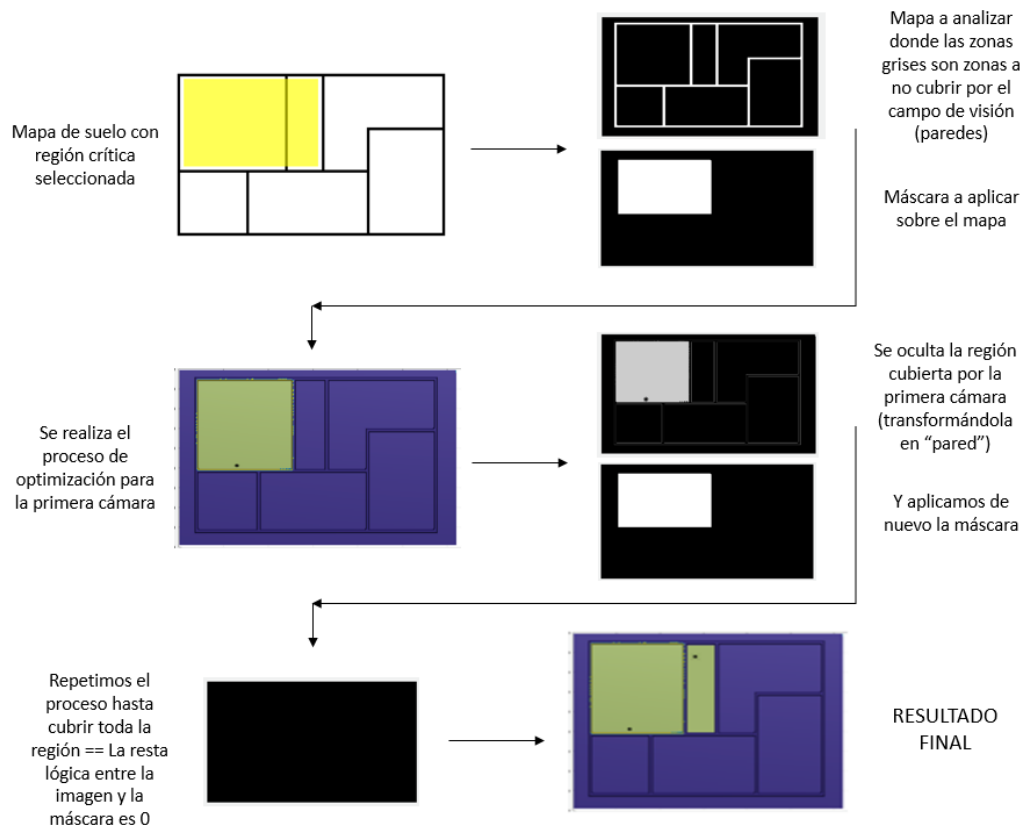 Mapa de suelo con
región crítica
seleccionada
Mapa a analizar
donde las zonas
grises son zonas a
no cubrir por el
campo de visión
(paredes)
Máscara a aplicar
sobre el mapa
Se realiza el
proceso de
optimización para
la primera cámara
Se oculta la región
cubierta por la
primera cámara
(transformándola
en “pared”)
Y aplicamos de
nuevo la máscara
Repetimos el
proceso hasta
cubrir toda la
región == La resta
lógica entre la
imagen y la
máscara es 0
RESULTADO
FINAL